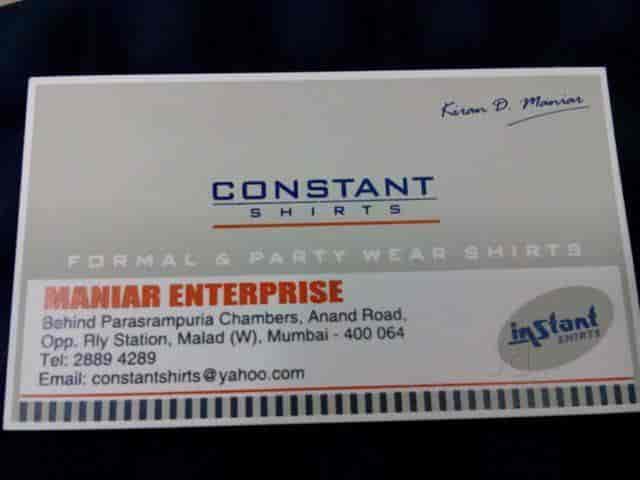 Kiran D. Maniar
CONSTANT
SHIRTS
FORMAL & PARTY WEAR SHIRTS
MANIAR ENTERPRISE
Behind Parasrampuria Chambers, Anand Road,
Opp. Rly Station, Malad (W), Mumbai - 400 064
Tel: 2889 4289
Email: constantshirts@yahoo.com
instant
SHIRTS